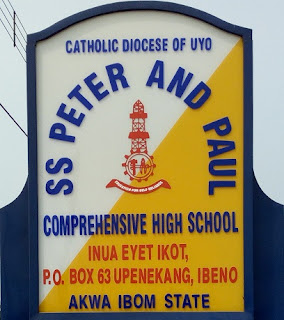 CATHOLIC DIOCESE OF UYO
SS PETER AND PAUL
COMPREHENSIVE HIGH SCHOOL
INUA EYET IKOT,
P.O. BOX 63 UPENEKANG, IBENO
AKWA IBOM STATE